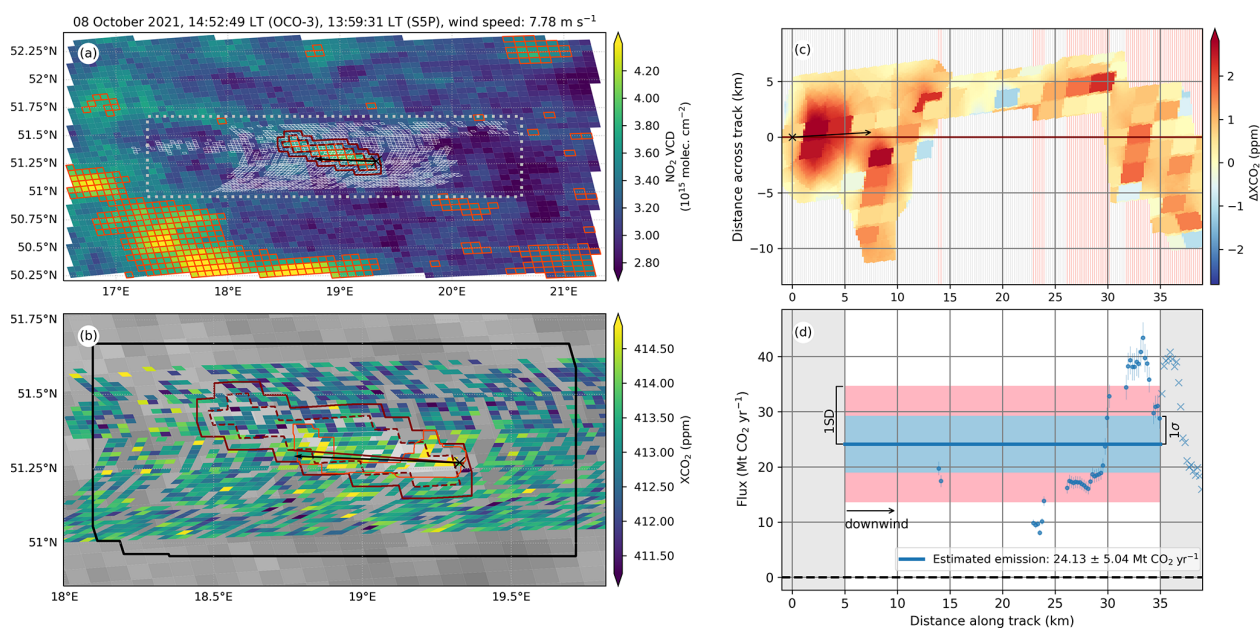 08 October 2021, 14:52:49 LT (OCO-3), 13:59:31 LT (S5P), wind speed: 7.78 m s⁻¹
(a)
52.25°N
52°N
51.75°N
51.5°N
51.25°N
51°N
50.75°N
50.5°N
50.25°N
17°E
18°E
19°E
20°E
21°E
4.20
4.00
3.80
3.60
3.40
3.20
3.00
2.80
NO₂ VCD
(10¹⁵ molec. cm⁻²)
(b)
51.75°N
51.5°N
51.25°N
51°N
18°E
18.5°E
19°E
19.5°E
414.50
414.00
413.50
413.00
412.50
412.00
411.50
XCO₂ (ppm)
(c)
5
0
−5
−10
Distance across track (km)
0
5
10
15
20
25
30
35
2
1
0
−1
−2
ΔXCO₂ (ppm)
(d)
40
30
20
10
0
Flux (Mt CO₂ yr⁻¹)
1SD
1σ
downwind
Estimated emission: 24.13 ± 5.04 Mt CO₂ yr⁻¹
0
5
10
15
20
25
30
35
Distance along track (km)